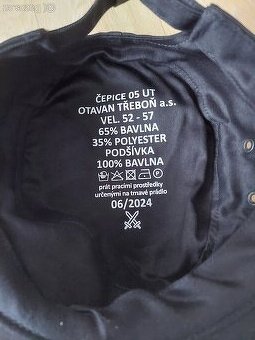 ČEPICE 05 UT
OTAVAN TŘEBOŇ a.s.
VEL. 52 - 57
65% BAVLNA
35% POLYESTER
PODŠÍVKA
100% BAVLNA
prát pracími prostředky
určenými na tmavé prádlo
06/2024